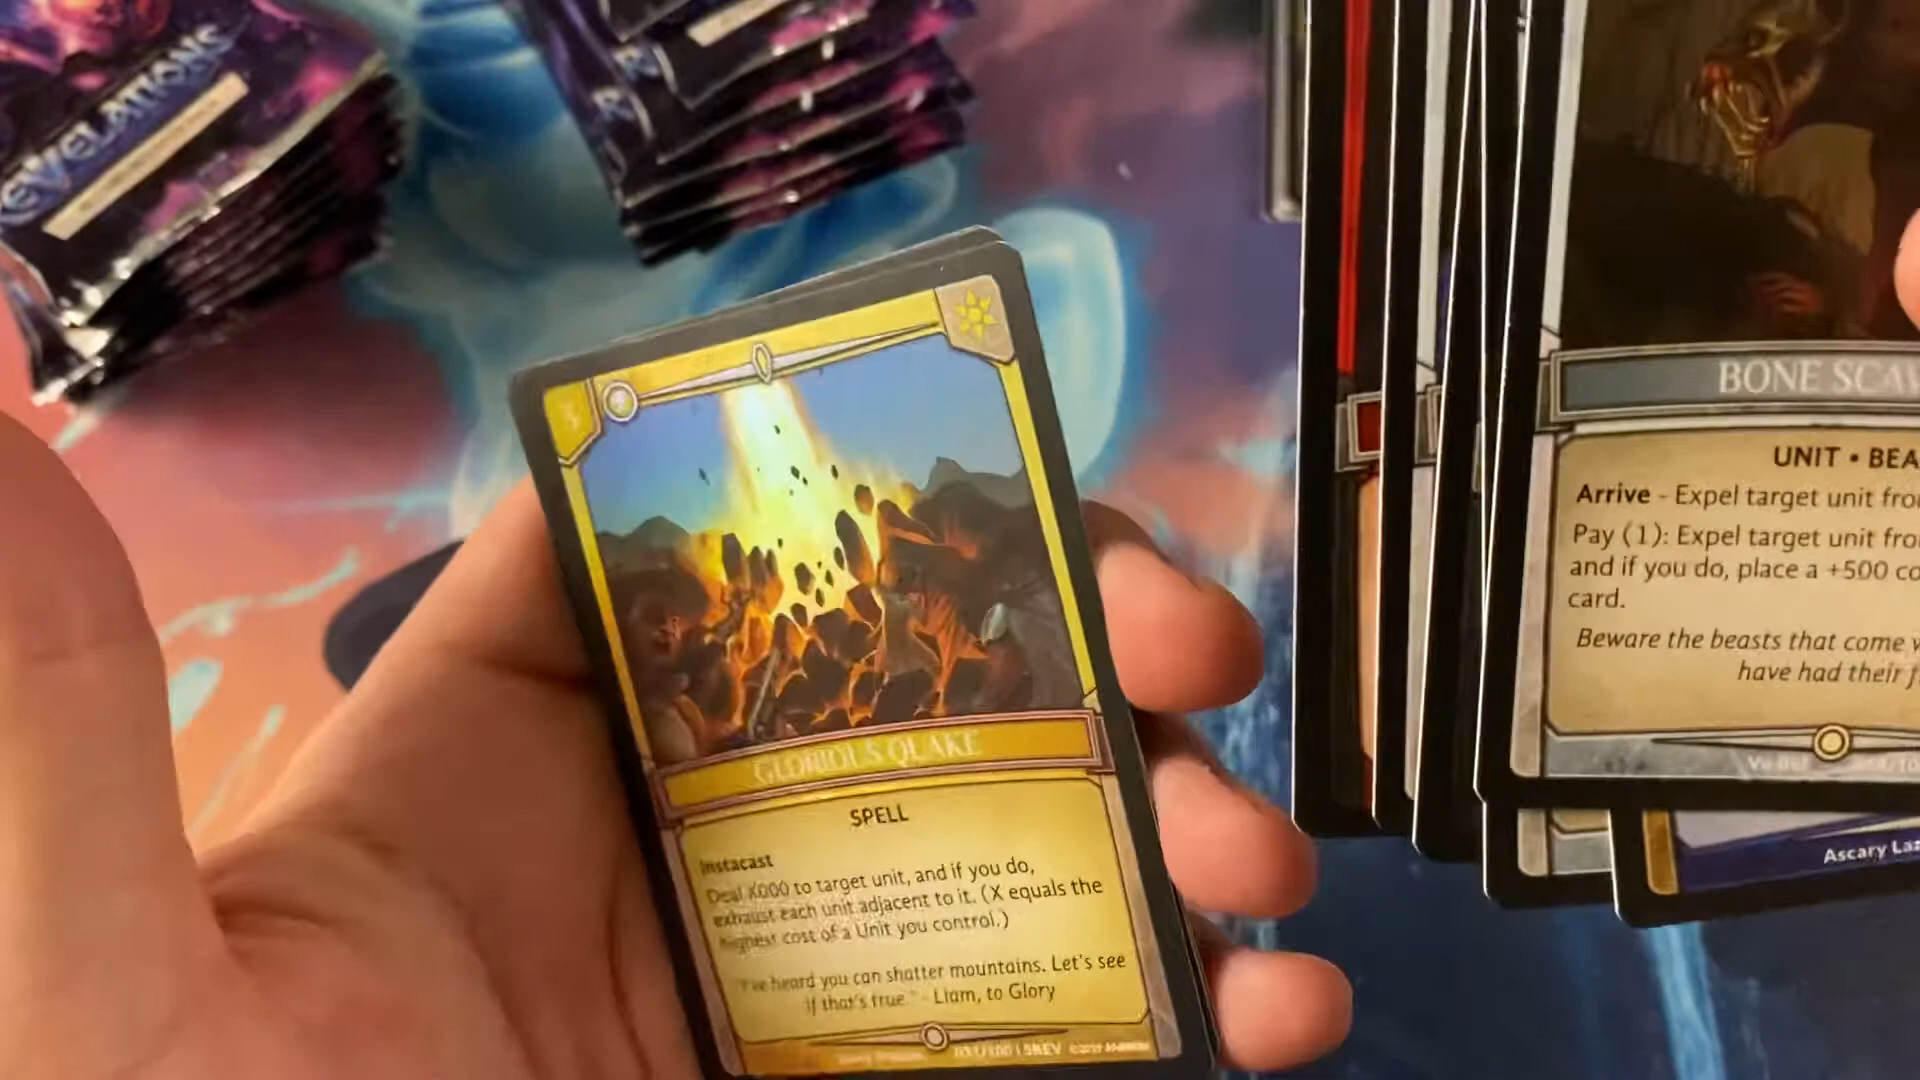 REVELATIONS
GLORIOUS QUAKE
SPELL
Instacast
Deal X000 to target unit, and if you do,
exhaust each unit adjacent to it. (X equals the
highest cost of a Unit you control.)
"I've heard you can shatter mountains. Let's see
if that's true." - Liam, to Glory
BONE SCAV
UNIT • BEA
Arrive - Expel target unit fro
Pay (1): Expel target unit fro
and if you do, place a +500 co
card.
Beware the beasts that come
have had their f
Ascary Laz